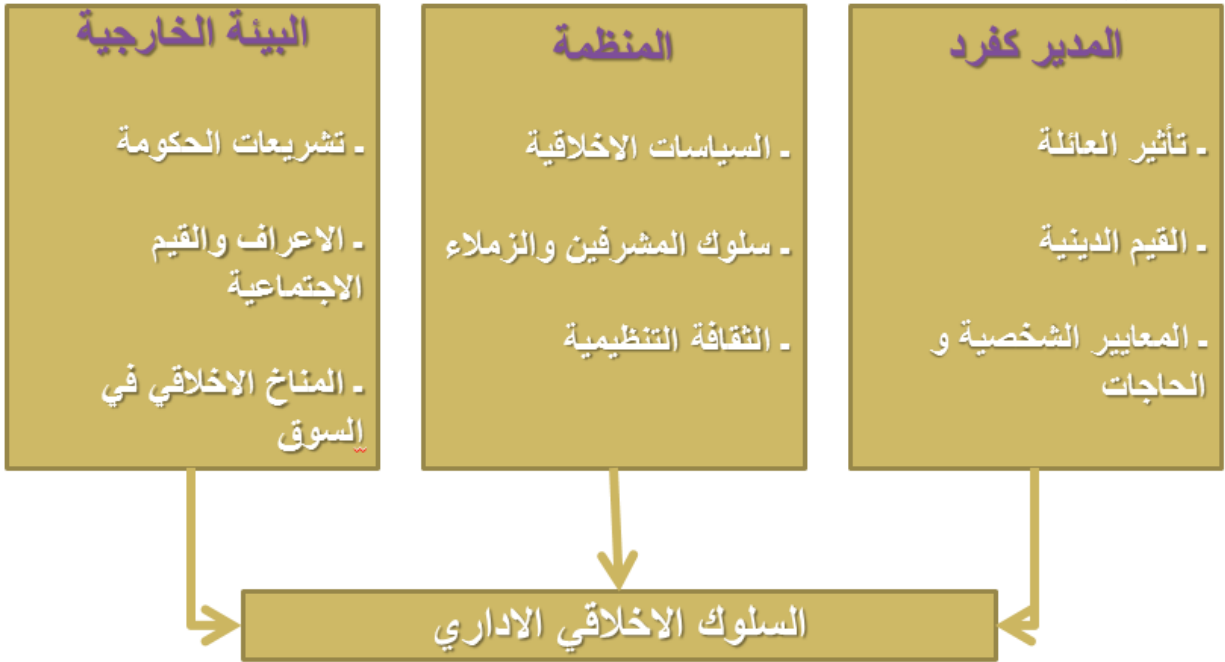 المدير كفرد
ـ تأثير العائلة
ـ القيم الدينية
ـ المعايير الشخصية و
الحاجات
المنظمة
ـ السياسات الاخلاقية
ـ سلوك المشرفين والزملاء
ـ الثقافة التنظيمية
البيئة الخارجية
ـ تشريعات الحكومة
ـ الاعراف والقيم
الاجتماعية
ـ المناخ الاخلاقي في
السوق
السلوك الاخلاقي الاداري